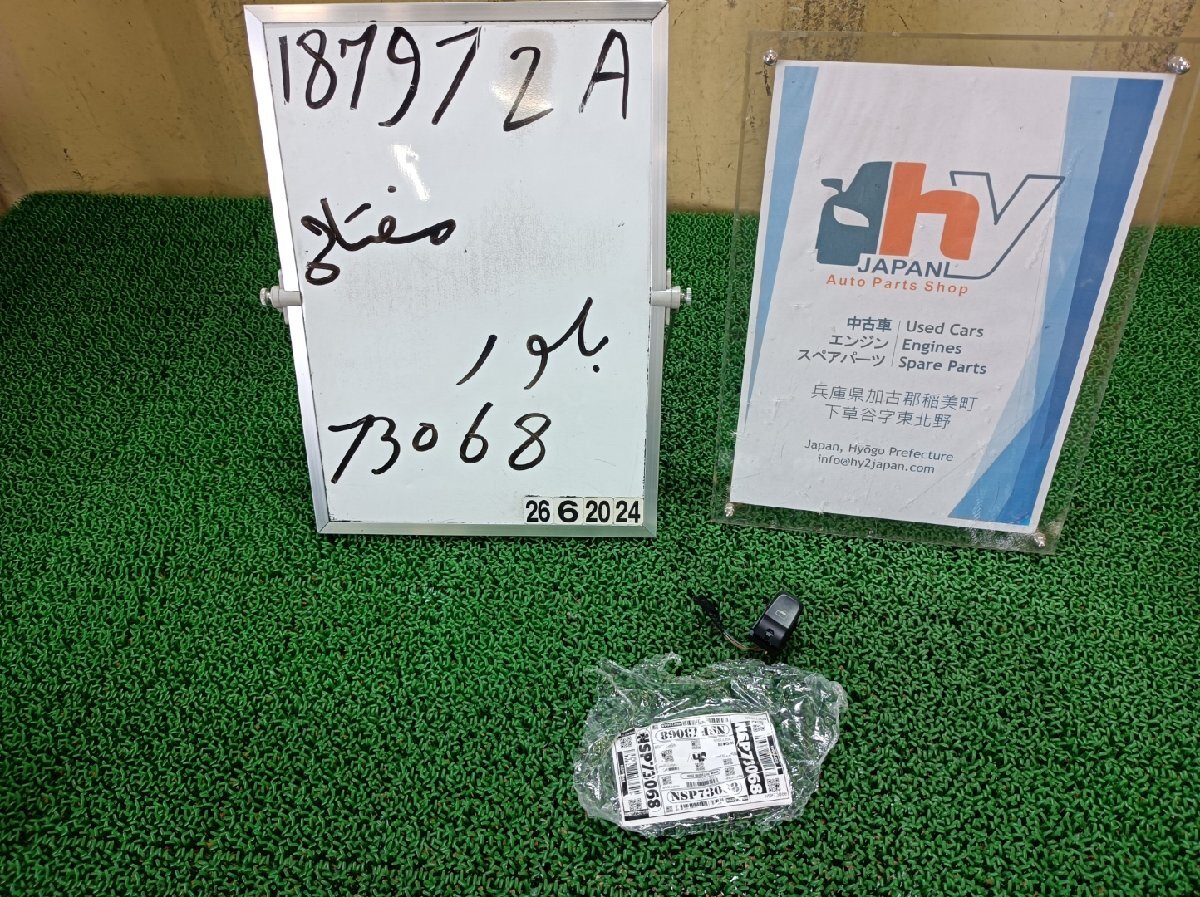 187972A
مفتاح
باور
73068
26 6 20 24
hy
JAPAN
Auto Parts Shop
中古車 | Used Cars
エンジン | Engines
スペアパーツ | Spare Parts
兵庫県加古郡稲美町
下草谷字東北野
Japan, Hyōgo Prefecture
info@hy2japan.com
NSP73068
NSP73068
NSP73068